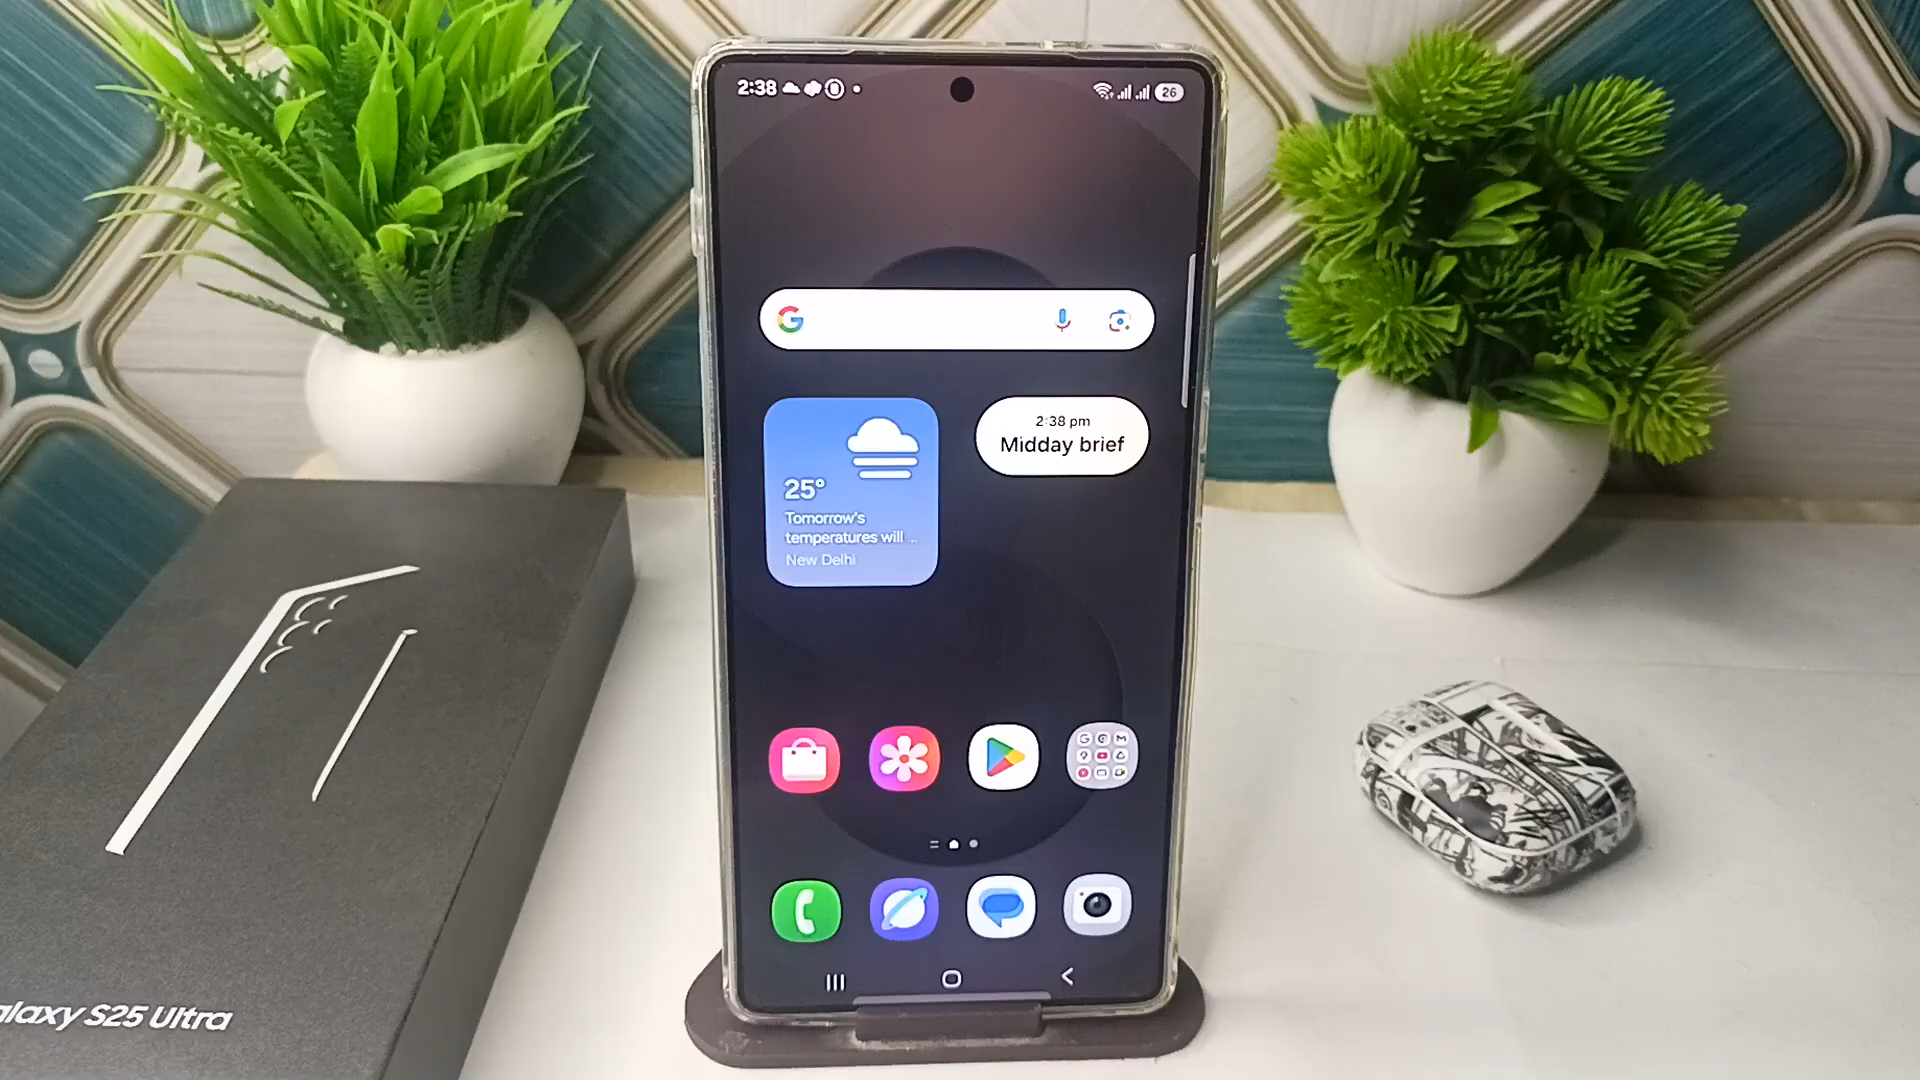 2:38
26
2:38 pm
Midday brief
25°
Tomorrow's
temperatures will ...
New Delhi
alaxy S25 Ultra